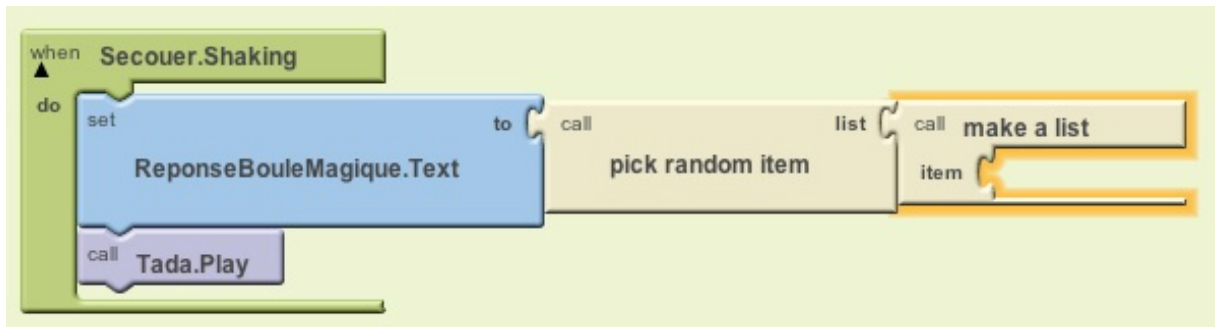 when Secouer.Shaking
do
set to call list call make a list
ReponseBouleMagique.Text pick random item item
call Tada.Play